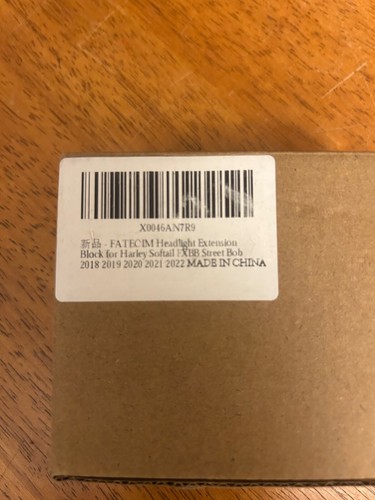 X0046AN7R9
新品 - FATECIM Headlight Extension
Block for Harley Softail FXBB Street Bob
2018 2019 2020 2021 2022 MADE IN CHINA